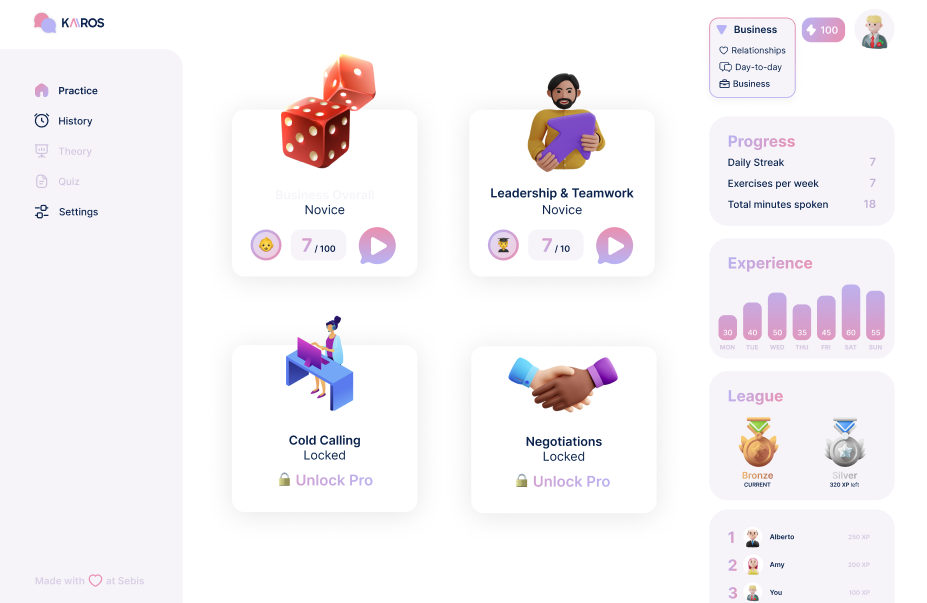 KAIROS
Practice
History
Theory
Quiz
Settings
Made with at Sebis
Business Overall
Novice
7 / 100
Leadership & Teamwork
Novice
7 / 10
Cold Calling
Locked
Unlock Pro
Negotiations
Locked
Unlock Pro
Business
Relationships
Day-to-day
Business
100
Progress
Daily Streak 7
Exercises per week 7
Total minutes spoken 18
Experience
30 40 50 35 45 60 55
MON TUE WED THU FRI SAT SUN
League
Bronze
CURRENT
Silver
320 XP left
1 Alberto 250 XP
2 Amy 200 XP
3 You 100 XP